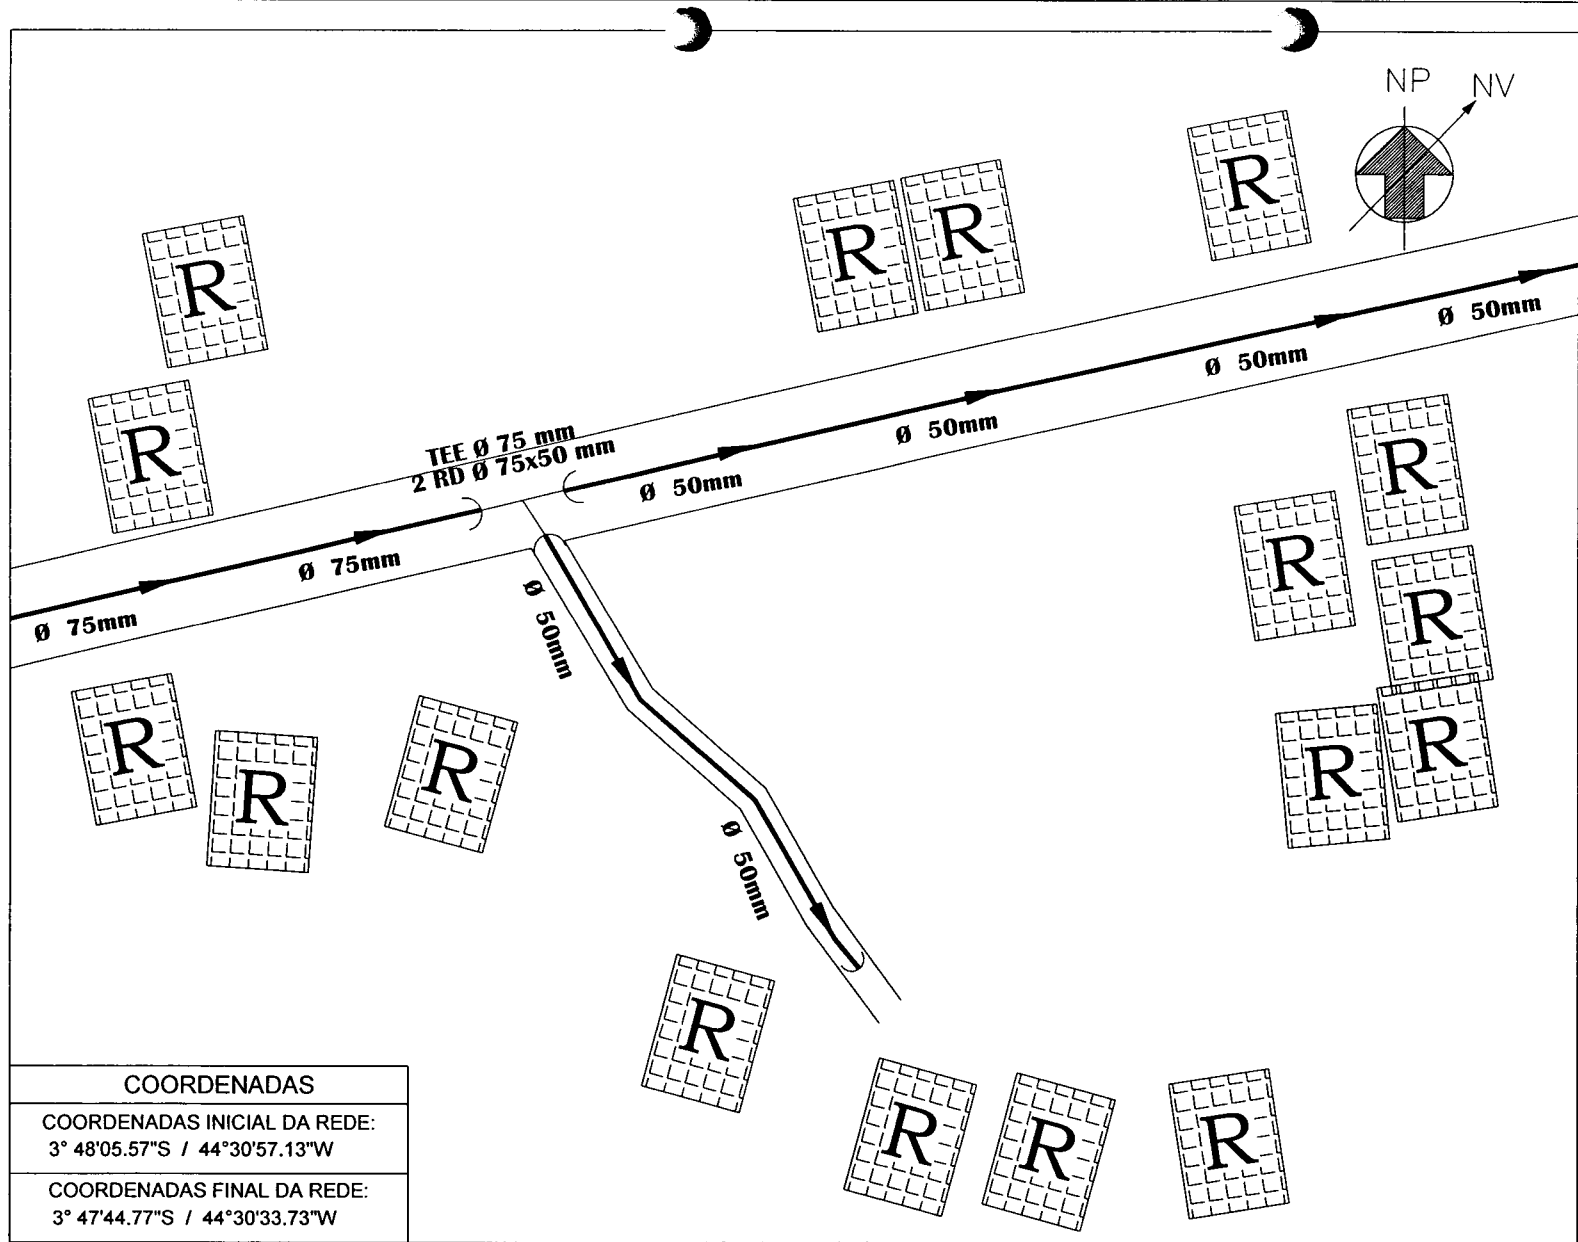 NP NV
R
R
R
R
R
R
TEE Ø 75 mm
2 RD Ø 75x50 mm
Ø 75mm
Ø 75mm
Ø 50mm
Ø 50mm
Ø 50mm
Ø 50mm
Ø 50mm
Ø 50mm
R
R
R
R
R
R
R
R
R
R
R
R
COORDENADAS
COORDENADAS INICIAL DA REDE:
3° 48'05.57"S / 44°30'57.13"W
COORDENADAS FINAL DA REDE:
3° 47'44.77"S / 44°30'33.73"W